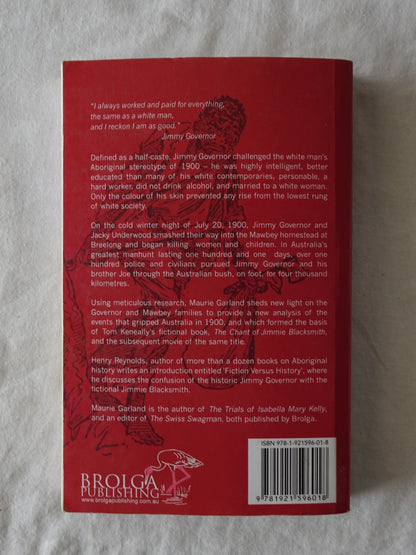 "I always worked and paid for everything,
the same as a white man,
and I reckon I am as good."
Jimmy Governor
Defined as a half-caste, Jimmy Governor challenged the white man's
Aboriginal stereotype of 1900 – he was highly intelligent, better
educated than many of his white contemporaries, personable, a
hard worker, did not drink alcohol, and married to a white woman.
Only the colour of his skin prevented any rise from the lowest rung
of white society.
On the cold winter night of July 20, 1900, Jimmy Governor and
Jacky Underwood smashed their way into the Mawbey homestead at
Breelong and began killing women and children. In Australia's
greatest manhunt lasting one hundred and one days, over one
hundred police and civilians pursued Jimmy Governor and his
brother Joe through the Australian bush, on foot, for four thousand
kilometres.
Using meticulous research, Maurie Garland sheds new light on the
Governor and Mawbey families to provide a new analysis of the
events that gripped Australia in 1900, and which formed the basis
of Tom Keneally's fictional book, The Chant of Jimmie Blacksmith,
and the subsequent movie of the same title.
Henry Reynolds, author of more than a dozen books on Aboriginal
history writes an introduction entitled 'Fiction Versus History', where
he discusses the confusion of the historic Jimmy Governor with the
fictional Jimmie Blacksmith.
Maurie Garland is the author of The Trials of Isabella Mary Kelly,
and an editor of The Swiss Swagman, both published by Brolga.
ISBN 978-1-921596-01-8
9 781921 596018
BROLGA
PUBLISHING
www.brolgapublishing.com.au